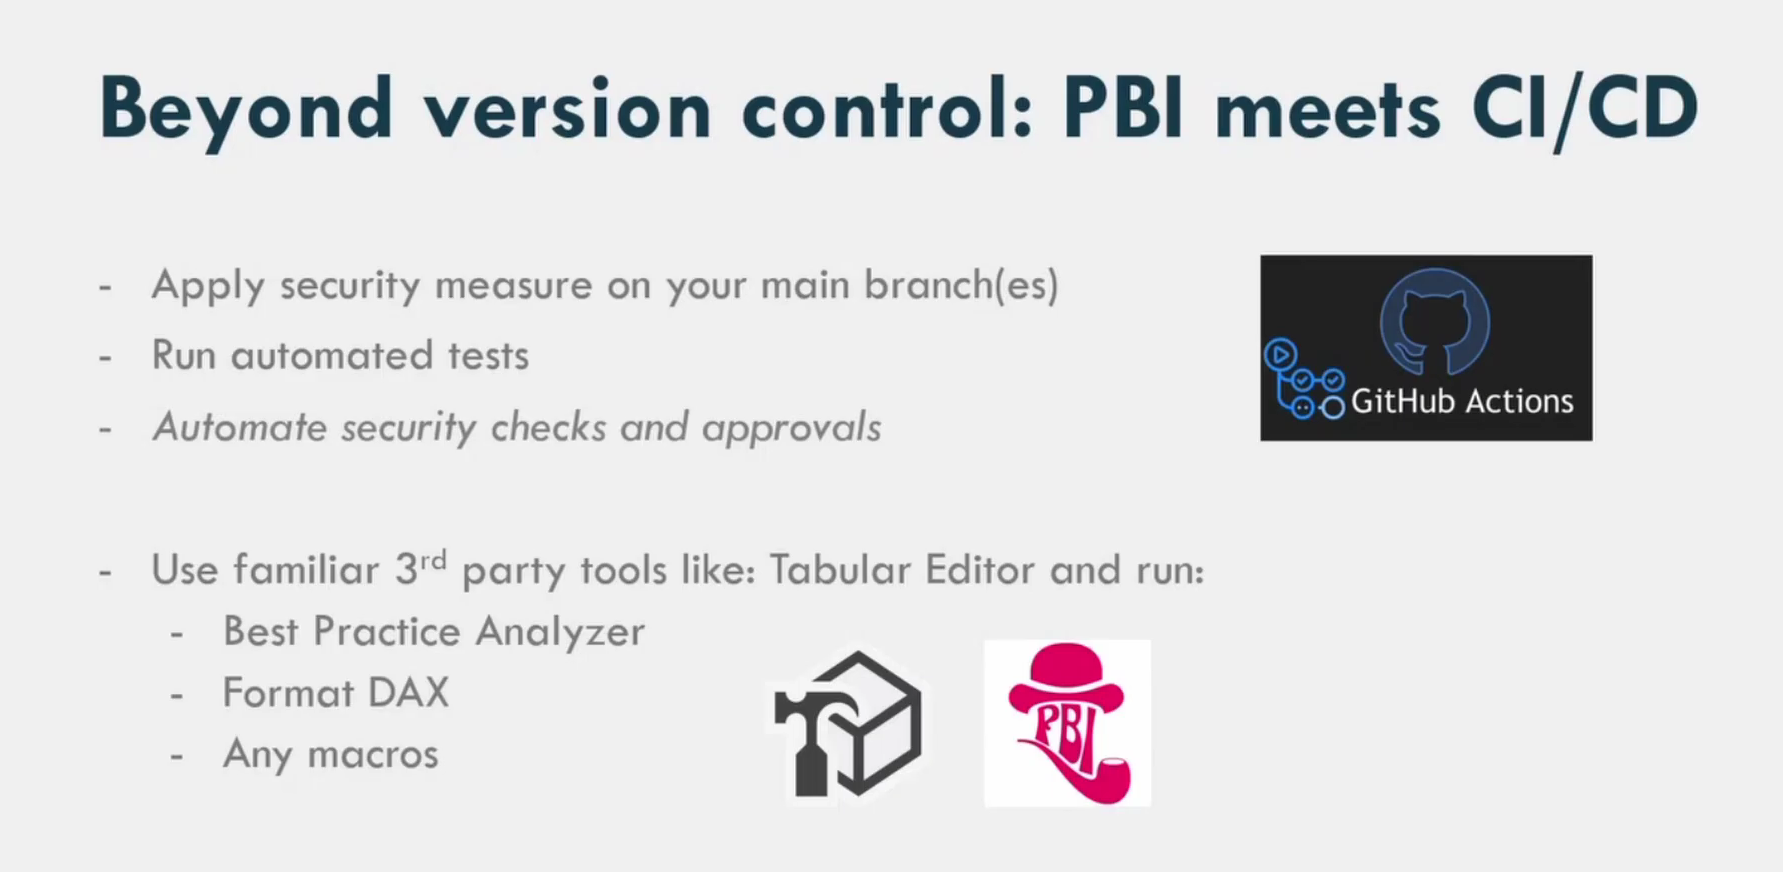 Beyond version control: PBI meets CI/CD
- Apply security measure on your main branch(es)
- Run automated tests
- Automate security checks and approvals
GitHub Actions
- Use familiar 3rd party tools like: Tabular Editor and run:
- Best Practice Analyzer
- Format DAX
- Any macros
PBI